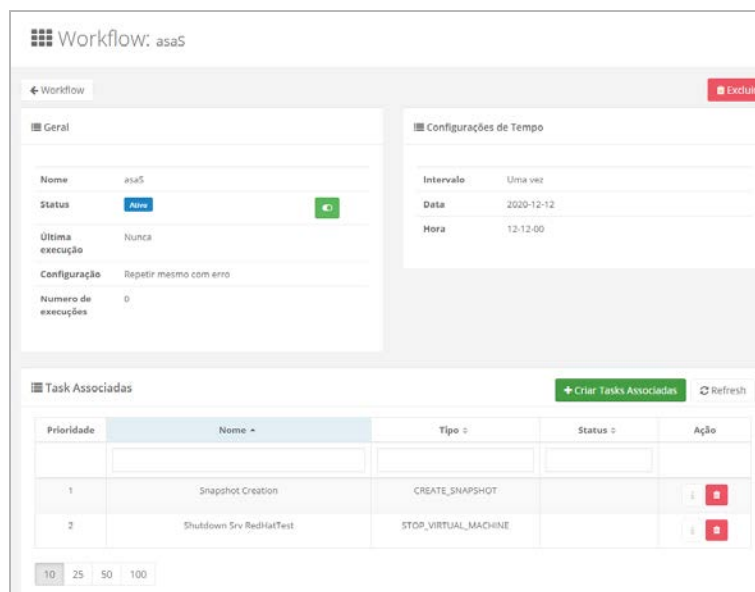 Workflow: asaS
Workflow
Excluir
Geral
Nome asaS
Status Ativo
Última execução Nunca
Configuração Repetir mesmo com erro
Numero de execuções 0
Configurações de Tempo
Intervalo Uma vez
Data 2020-12-12
Hora 12-12-00
Task Associadas
+ Criar Tasks Associadas
Refresh
Prioridade Nome Tipo Status Ação
1 Snapshot Creation CREATE_SNAPSHOT i
2 Shutdown Srv RedHatTest STOP_VIRTUAL_MACHINE i
10 25 50 100